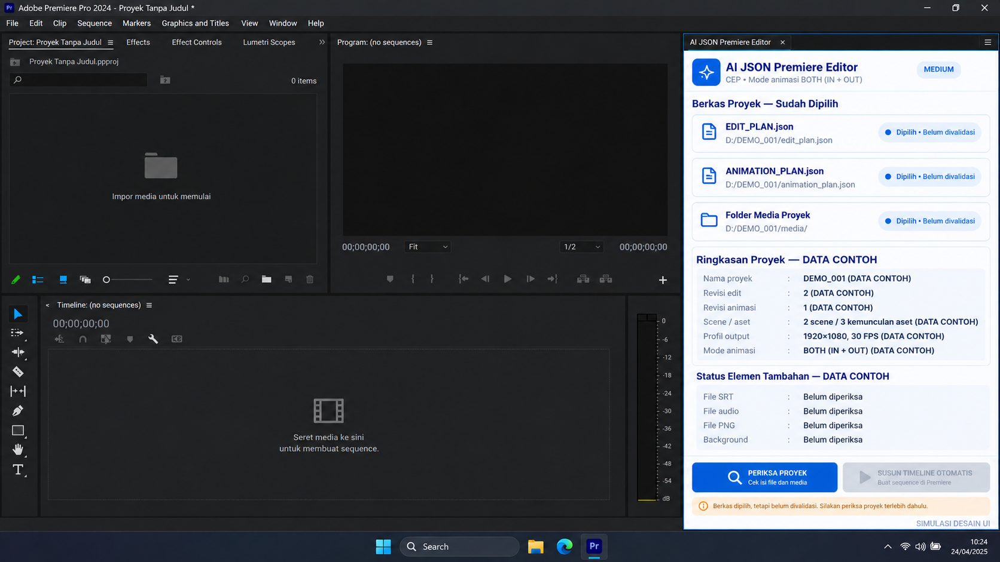 Pr Adobe Premiere Pro 2024 - Proyek Tanpa Judul *
File Edit Clip Sequence Markers Graphics and Titles View Window Help
Project: Proyek Tanpa Judul Effects Effect Controls Lumetri Scopes
Proyek Tanpa Judul.ppproj
0 items
Impor media untuk memulai
Program: (no sequences)
00;00;00;00 Fit 1/2 00;00;00;00
Timeline: (no sequences)
00;00;00;00
Seret media ke sini
untuk membuat sequence.
0
-6
-12
-18
-24
-30
-36
-42
-48
-54
dB
AI JSON Premiere Editor
AI JSON Premiere Editor
CEP • Mode animasi BOTH (IN + OUT)
MEDIUM
Berkas Proyek — Sudah Dipilih
EDIT_PLAN.json
D:/DEMO_001/edit_plan.json
Dipilih • Belum divalidasi
ANIMATION_PLAN.json
D:/DEMO_001/animation_plan.json
Dipilih • Belum divalidasi
Folder Media Proyek
D:/DEMO_001/media/
Dipilih • Belum divalidasi
Ringkasan Proyek — DATA CONTOH
Nama proyek : DEMO_001 (DATA CONTOH)
Revisi edit : 2 (DATA CONTOH)
Revisi animasi : 1 (DATA CONTOH)
Scene / aset : 2 scene / 3 kemunculan aset (DATA CONTOH)
Profil output : 1920×1080, 30 FPS (DATA CONTOH)
Mode animasi : BOTH (IN + OUT) (DATA CONTOH)
Status Elemen Tambahan — DATA CONTOH
File SRT : Belum diperiksa
File audio : Belum diperiksa
File PNG : Belum diperiksa
Background : Belum diperiksa
PERIKSA PROYEK
Cek isi file dan media
SUSUN TIMELINE OTOMATIS
Buat sequence di Premiere
Berkas dipilih, tetapi belum divalidasi. Silakan periksa proyek terlebih dahulu.
SIMULASI DESAIN UI
Search
Pr
10:24
24/04/2025